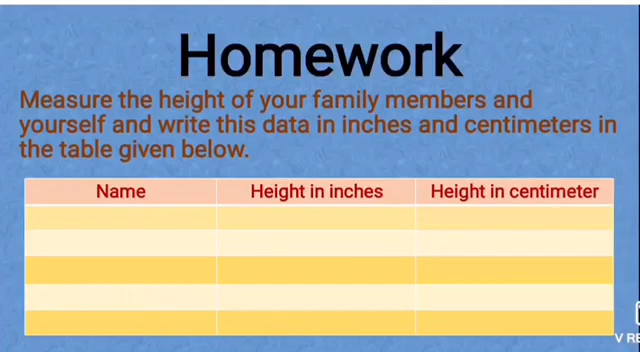 Homework
Measure the height of your family members and
yourself and write this data in inches and centimeters in
the table given below.
Name Height in inches Height in centimeter